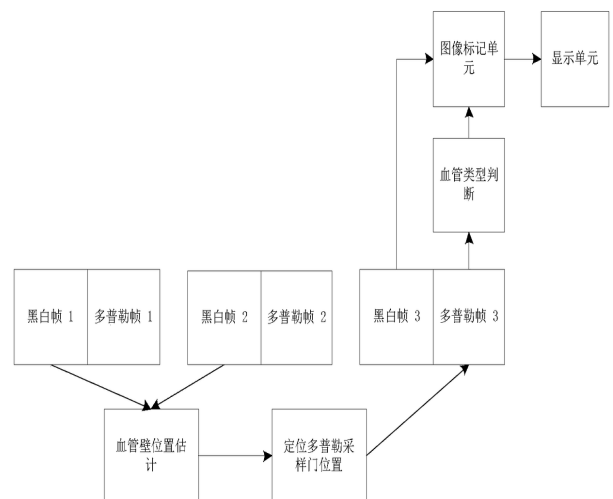 图像标记单
元
显示单元
血管类型判
断
黑白帧 1
多普勒帧 1
黑白帧 2
多普勒帧 2
黑白帧 3
多普勒帧 3
血管壁位置估
计
定位多普勒采
样门位置